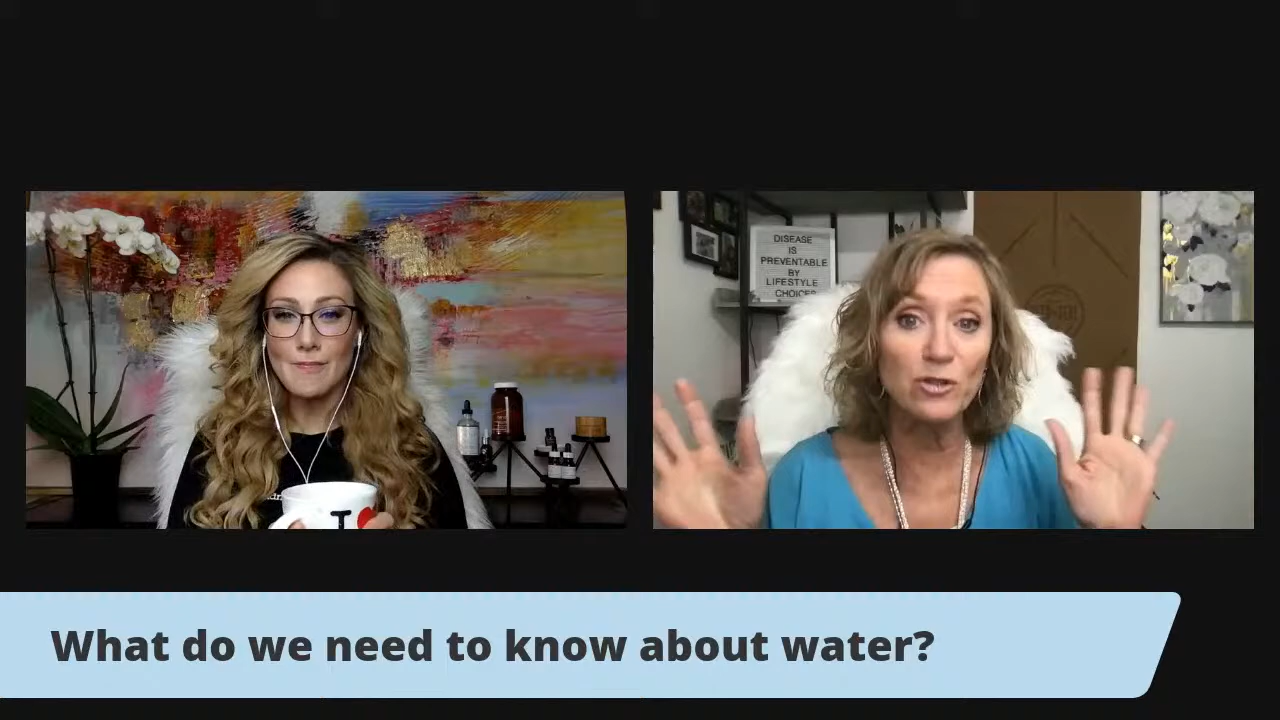 DISEASE
IS
PREVENTABLE
BY
LIFESTYLE
CHOICES
I
What do we need to know about water?